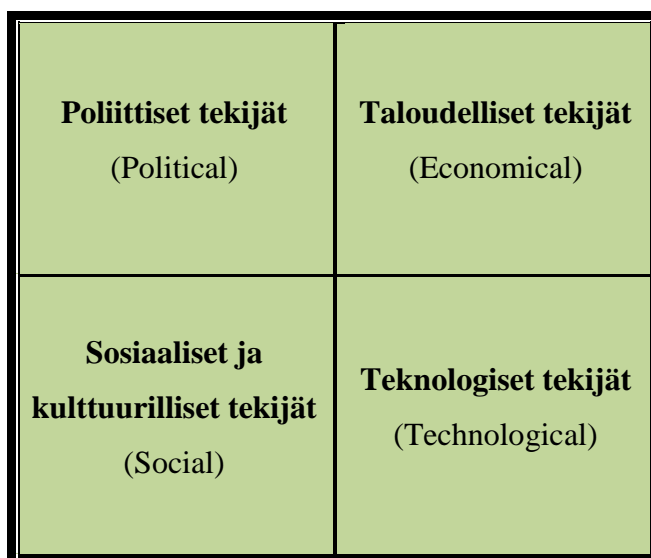 Poliittiset tekijät
(Political)
Taloudelliset tekijät
(Economical)
Sosiaaliset ja
kulttuurilliset tekijät
(Social)
Teknologiset tekijät
(Technological)